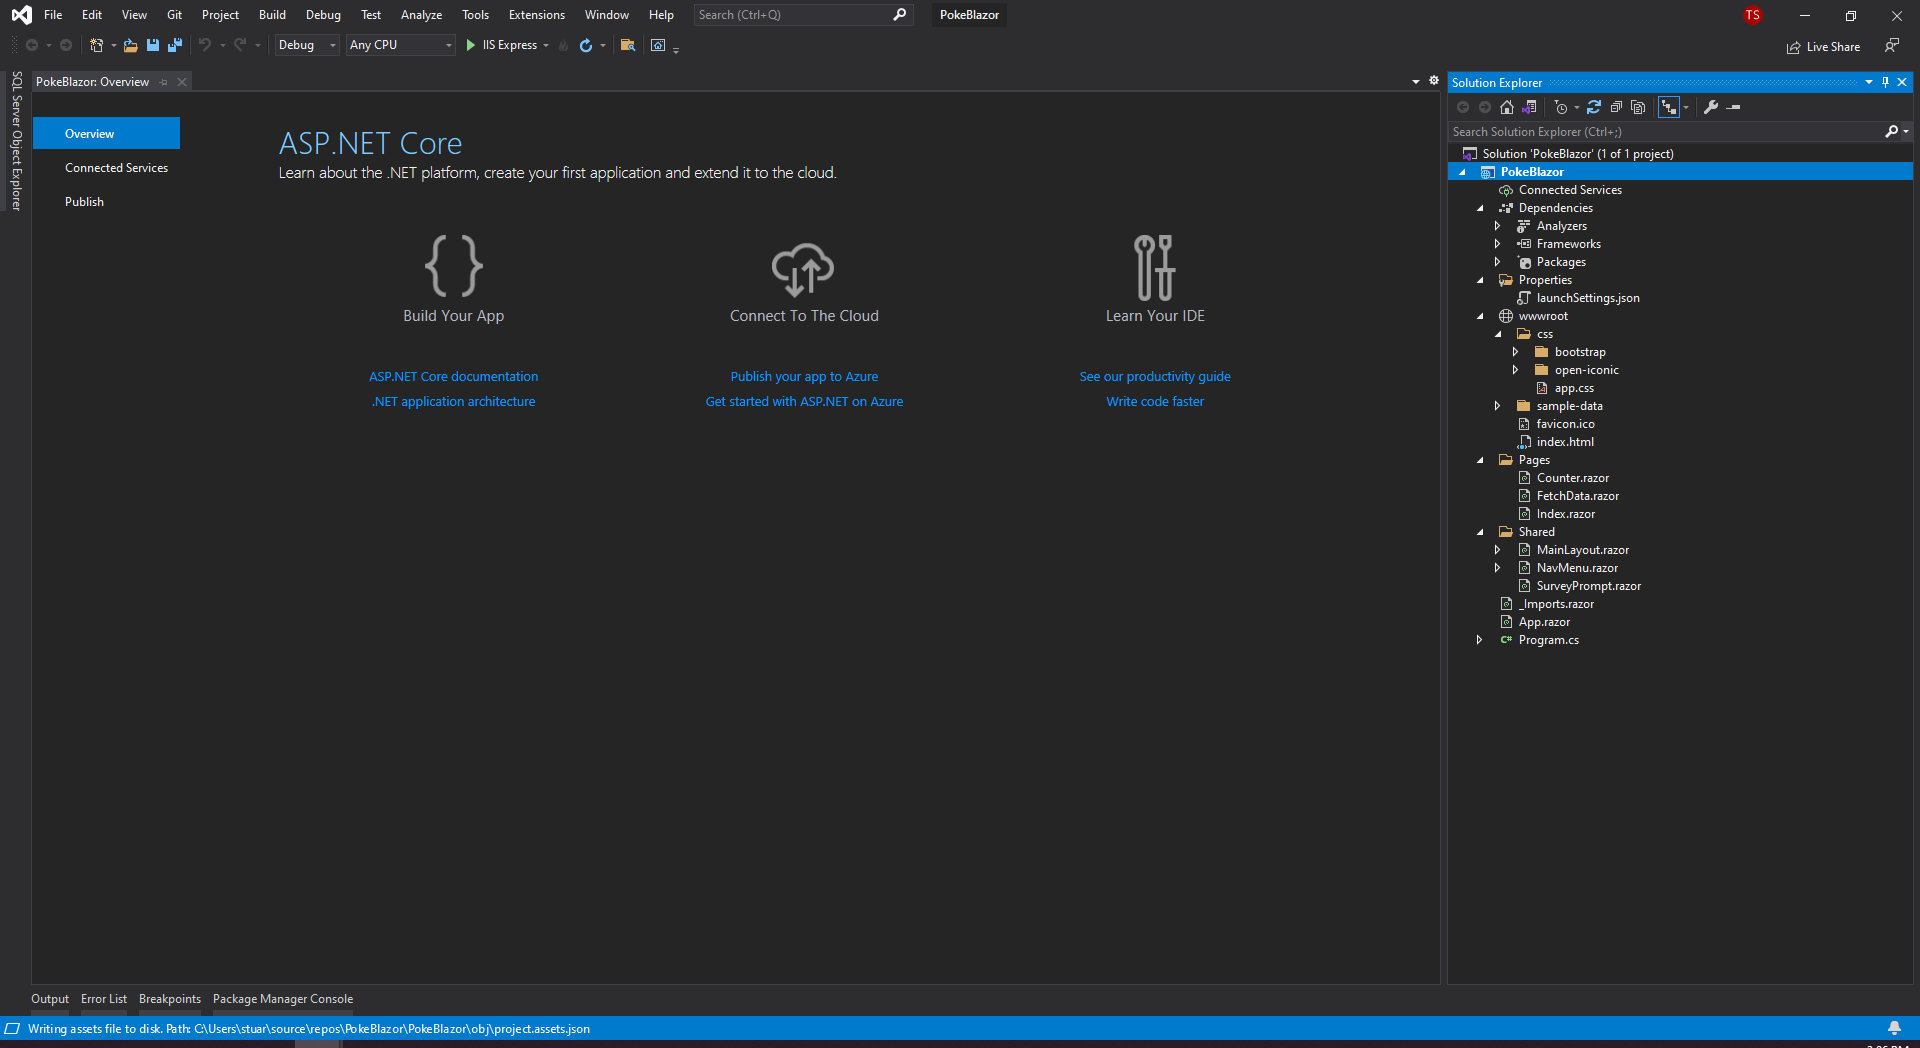 File Edit View Git Project Build Debug Test Analyze Tools Extensions Window Help Search (Ctrl+Q) PokeBlazor TS
Debug Any CPU IIS Express Live Share
SQL Server Object Explorer
PokeBlazor: Overview
Overview
Connected Services
Publish
ASP.NET Core
Learn about the .NET platform, create your first application and extend it to the cloud.
Build Your App
Connect To The Cloud
Learn Your IDE
ASP.NET Core documentation
.NET application architecture
Publish your app to Azure
Get started with ASP.NET on Azure
See our productivity guide
Write code faster
Solution Explorer
Search Solution Explorer (Ctrl+;)
Solution 'PokeBlazor' (1 of 1 project)
PokeBlazor
Connected Services
Dependencies
Analyzers
Frameworks
Packages
Properties
launchSettings.json
wwwroot
css
bootstrap
open-iconic
app.css
sample-data
favicon.ico
index.html
Pages
Counter.razor
FetchData.razor
Index.razor
Shared
MainLayout.razor
NavMenu.razor
SurveyPrompt.razor
_Imports.razor
App.razor
C# Program.cs
Output Error List Breakpoints Package Manager Console
Writing assets file to disk. Path: C:\Users\stuar\source\repos\PokeBlazor\PokeBlazor\obj\project.assets.json